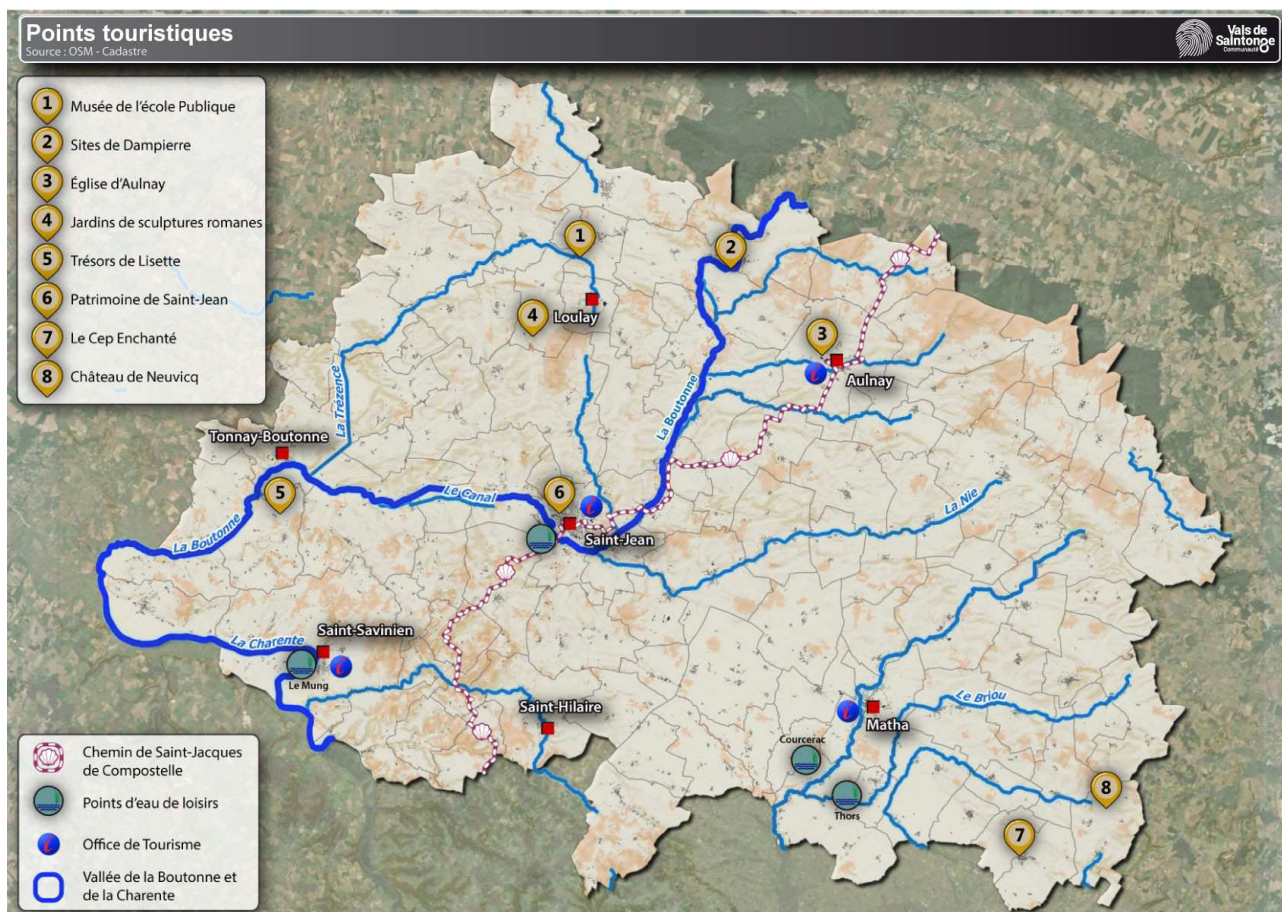 Points touristiques
Source : OSM - Cadastre
Vals de
Saintonge
Communauté
1 Musée de l'école Publique
2 Sites de Dampierre
3 Église d'Aulnay
4 Jardins de sculptures romanes
5 Trésors de Lisette
6 Patrimoine de Saint-Jean
7 Le Cep Enchanté
8 Château de Neuvicq
1
2
4
Loulay
3
i
Aulnay
La Trézence
La Boutonne
Tonnay-Boutonne
5
Le Canal
6
i
Saint-Jean
La Nie
La Boutonne
La Charente
Saint-Savinien
Le Mung
i
Saint-Hilaire
i
Matha
Le Briou
Courcerac
Thors
8
7
Chemin de Saint-Jacques
de Compostelle
Points d'eau de loisirs
i Office de Tourisme
Vallée de la Boutonne et
de la Charente